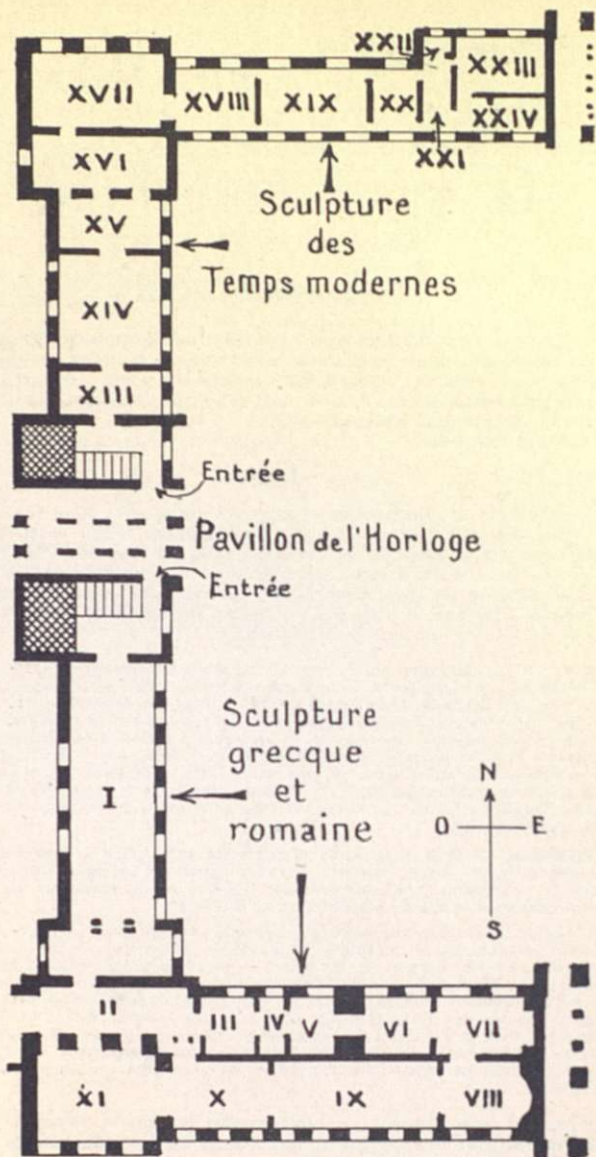 XXII
XXIII
XVII
XVIII
XIX
XX
XXIV
XXI
XVI
Sculpture
des
Temps modernes
XV
XIV
XIII
Entrée
Pavillon de l'Horloge
Entrée
Sculpture
grecque
et
romaine
I
N
O E
S
II
III
IV
V
VI
VII
XI
X
IX
VIII